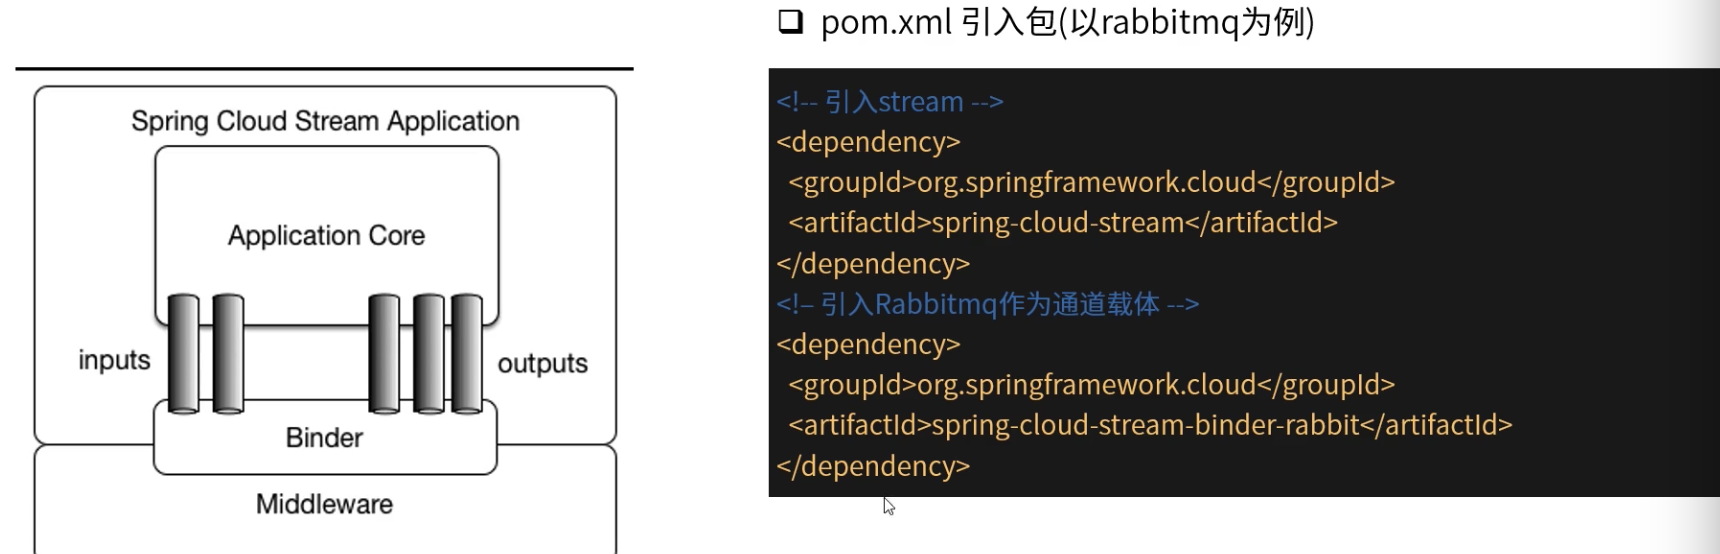 Spring Cloud Stream Application
Application Core
inputs
outputs
Binder
Middleware
❑ pom.xml 引入包(以rabbitmq为例)
<!-- 引入stream -->
<dependency>
<groupId>org.springframework.cloud</groupId>
<artifactId>spring-cloud-stream</artifactId>
</dependency>
<!– 引入Rabbitmq作为通道载体 -->
<dependency>
<groupId>org.springframework.cloud</groupId>
<artifactId>spring-cloud-stream-binder-rabbit</artifactId>
</dependency>